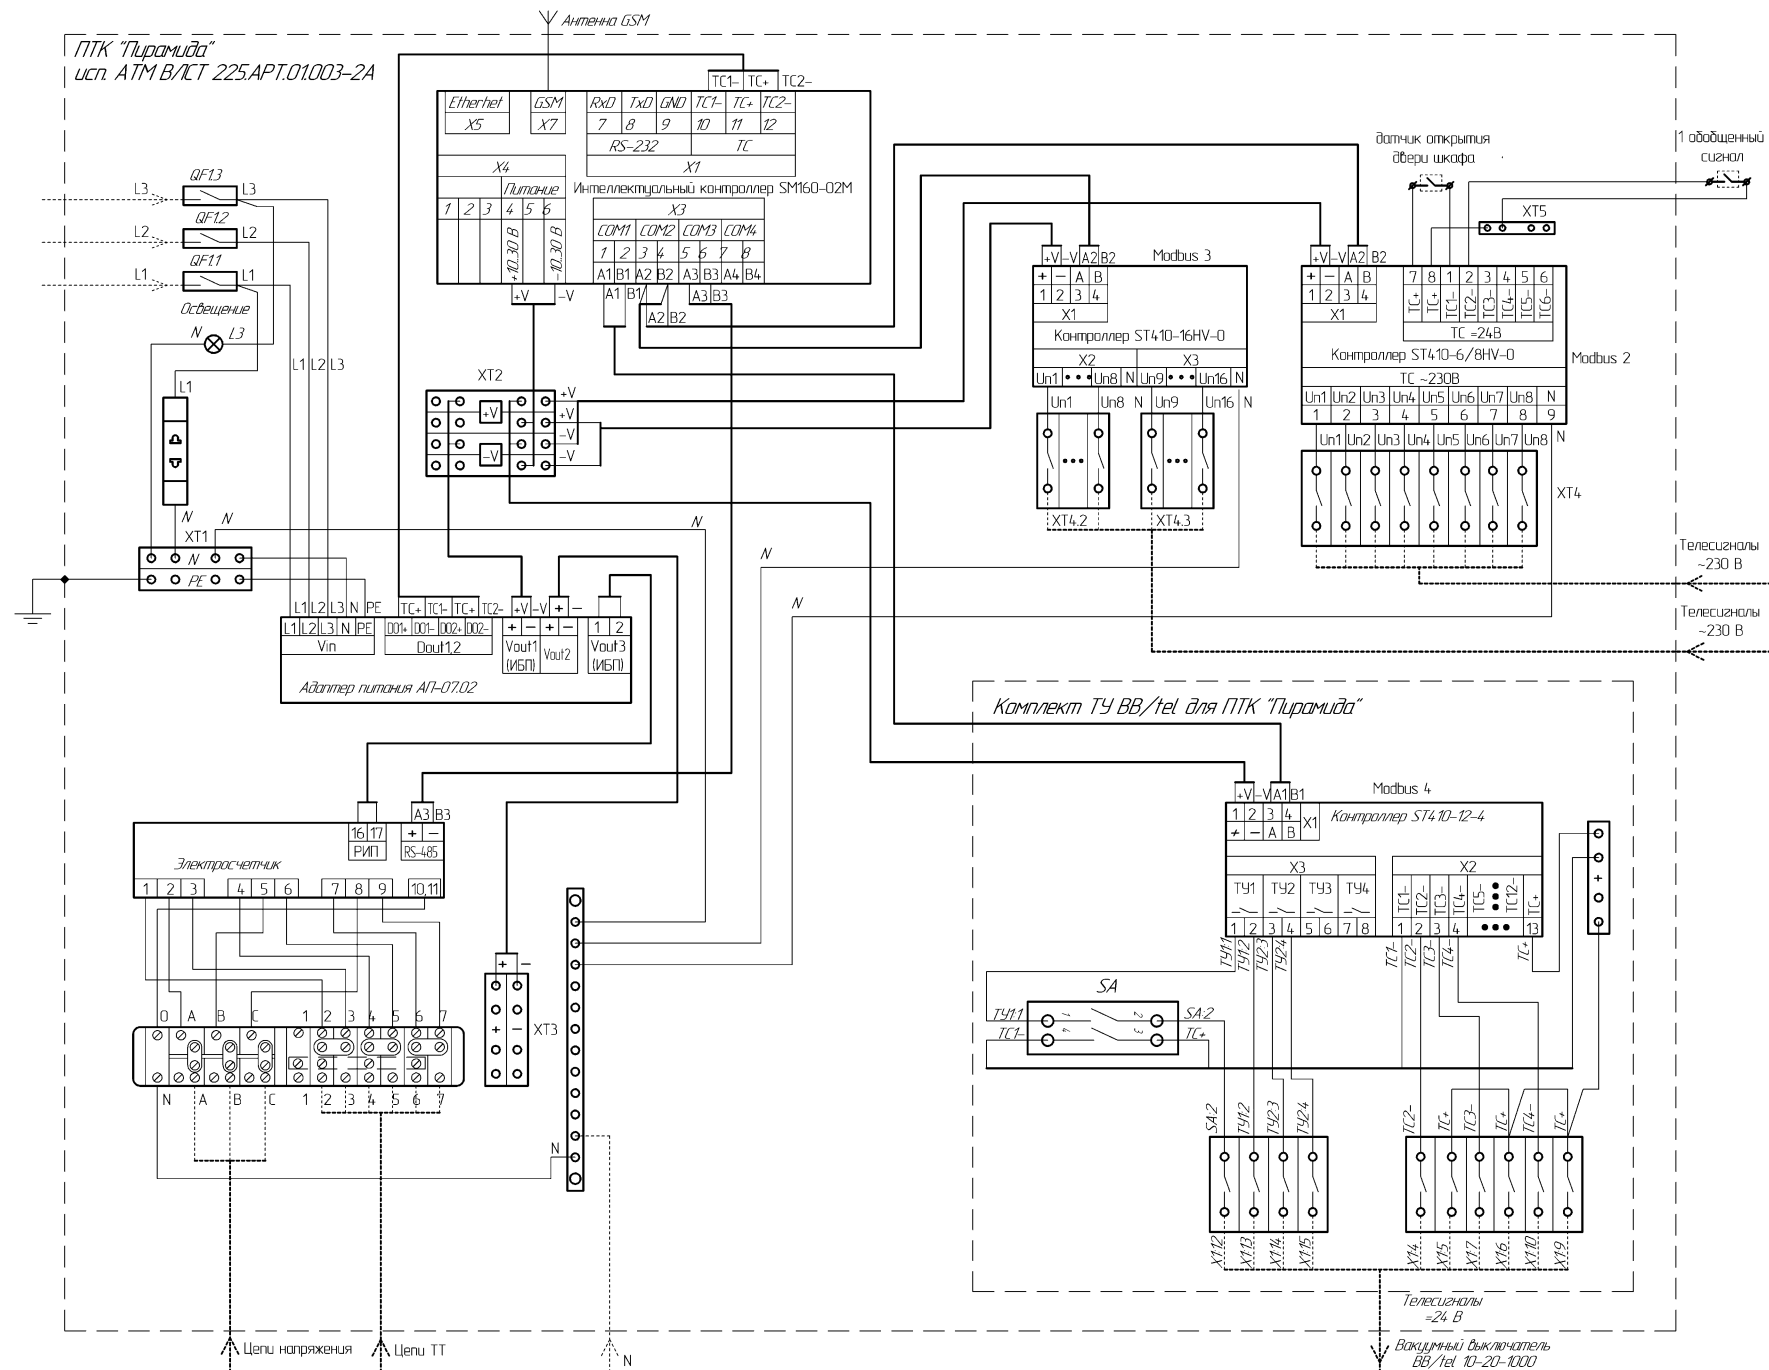 Антенна GSM
ПТК "Пирамида"
исп. АТМ ВЛСТ 225.АРТ.01.003-2А
TC1- TC+ TC2-
Etherhet GSM RxD TxD GND TC1- TC+ TC2-
X5 X7 7 8 9 10 11 12
RS-232 TC
X4 X1
Питание Интеллектуальный контроллер SM160-02M
1 2 3 4 5 6 X3
+10..30 В -10..30 В
COM1 COM2 COM3 COM4
1 2 3 4 5 6 7 8
A1 B1 A2 B2 A3 B3 A4 B4
+V -V A1 B1 A3 B3
A2 B2
QF1.3
L3 L3
QF1.2
L2 L2
QF1.1
L1 L1
Освещение
N L3
L1 L2 L3
L1
N
XT1 N
N
PE
XT2
+V +V
+V
-V -V
-V
датчик открытия
двери шкафа
1 обобщенный
сигнал
XT5
+V -V A2 B2 Modbus 3
+ - A B
1 2 3 4
X1
Контроллер ST410-16HV-0
X2 X3
Un1 ••• Un8 N Un9 ••• Un16 N
Un1 Un8 N Un9 Un16 N
•••
•••
XT4.2 XT4.3
+V -V A2 B2
+ - A B 7 8 1 2 3 4 5 6
1 2 3 4 TC+ TC+ TC1- TC2- TC3- TC4- TC5- TC6-
X1 TC =24В
Контроллер ST410-6/8HV-0 Modbus 2
TC ~230В
Un1 Un2 Un3 Un4 Un5 Un6 Un7 Un8 N
1 2 3 4 5 6 7 8 9
Un1 Un2 Un3 Un4 Un5 Un6 Un7 Un8 N
XT4
Телесигналы
~230 В
Телесигналы
~230 В
N
N
L1 L2 L3 N PE TC+ TC1- TC+ TC2- +V -V + -
L1 L2 L3 N PE DO1+ DO1- DO2+ DO2- + - + - 1 2
Vin Dout1,2 Vout1 (ИБП) Vout2 Vout3 (ИБП)
Адаптер питания АП-07.02
A3 B3
16 17 + -
РИП RS-485
Электросчетчик
1 2 3 4 5 6 7 8 9 10,11
0 A B C 1 2 3 4 5 6 7
N A B C 1 2 3 4 5 6 7
+ -
+ - XT3
N
Цепи напряжения Цепи ТТ N
Комплект ТУ BB/tel для ПТК "Пирамида"
+V -V A1 B1 Modbus 4
1 2 3 4 X1 Контроллер ST410-12-4
+ - A B
X3 X2
ТУ1 ТУ2 ТУ3 ТУ4 TC1- TC2- TC3- TC4- TC5- ••• TC12- TC+
1 2 3 4 5 6 7 8 1 2 3 4 ••• 13
+
ТУ1.1 ТУ1.2 ТУ2.3 ТУ2.4 TC1- TC2- TC3- TC4- TC+
SA
ТУ1.1 1 2 SA:2
TC1- 4 3 TC+
SA:2 ТУ1.2 ТУ2.3 ТУ2.4 TC2- TC+ TC3- TC+ TC4- TC+
X1:12 X1:13 X1:14 X1:15 X1:4 X1:5 X1:7 X1:6 X1:10 X1:9
Телесигналы
=24 В
Вакуумный выключатель
BB/tel 10-20-1000